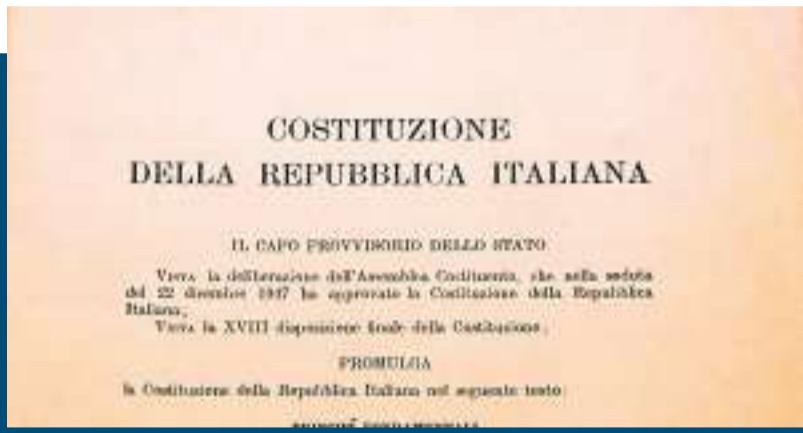 COSTITUZIONE
DELLA REPUBBLICA ITALIANA
IL CAPO PROVVISORIO DELLO STATO
VISTA la deliberazione dell'Assemblea Costituente, che nella seduta
del 22 dicembre 1947 ha approvato la Costituzione della Repubblica
Italiana;
VISTA la XVIII disposizione finale della Costituzione;
PROMULGA
la Costituzione della Repubblica Italiana nel seguente testo:
PRINCIPÎ FONDAMENTALI